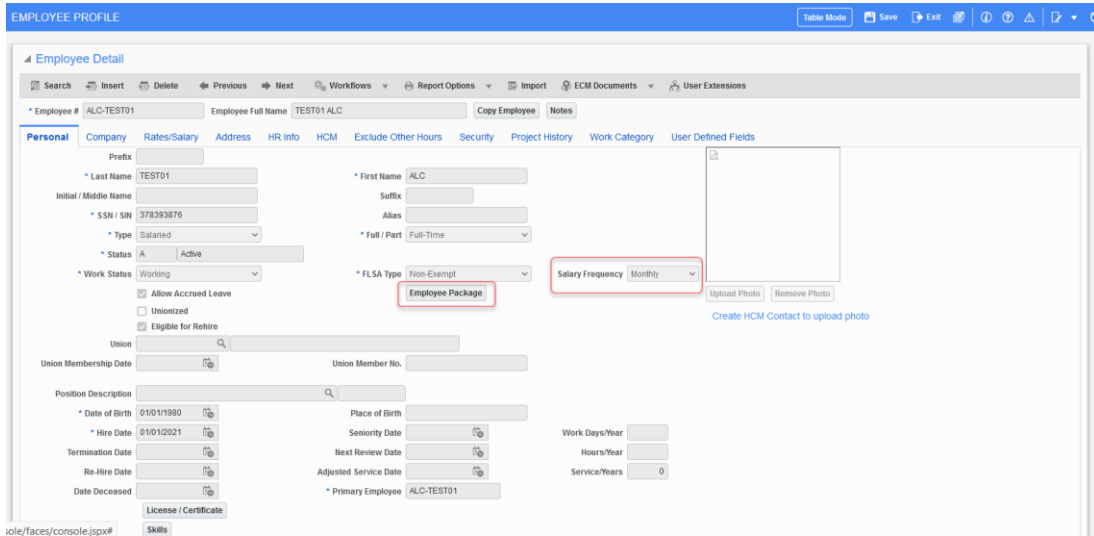 EMPLOYEE PROFILE Table Mode Save Exit
Employee Detail
Search Insert Delete Previous Next Workflows Report Options Import ECM Documents User Extensions
* Employee # ALC-TEST01 Employee Full Name TEST01 ALC Copy Employee Notes
Personal Company Rates/Salary Address HR Info HCM Exclude Other Hours Security Project History Work Category User Defined Fields
Prefix
* Last Name TEST01 * First Name ALC
Initial / Middle Name Suffix
* SSN / SIN 378393876 Alias
* Type Salaried * Full / Part Full-Time
* Status A Active
* Work Status Working * FLSA Type Non-Exempt Salary Frequency Monthly
Allow Accrued Leave Employee Package Upload Photo Remove Photo
Unionized Create HCM Contact to upload photo
Eligible for Rehire
Union
Union Membership Date Union Member No.
Position Description
* Date of Birth 01/01/1980 Place of Birth
* Hire Date 01/01/2021 Seniority Date Work Days/Year
Termination Date Next Review Date Hours/Year
Re-Hire Date Adjusted Service Date Service/Years 0
Date Deceased * Primary Employee ALC-TEST01
License / Certificate
sole/faces/console.jspx# Skills